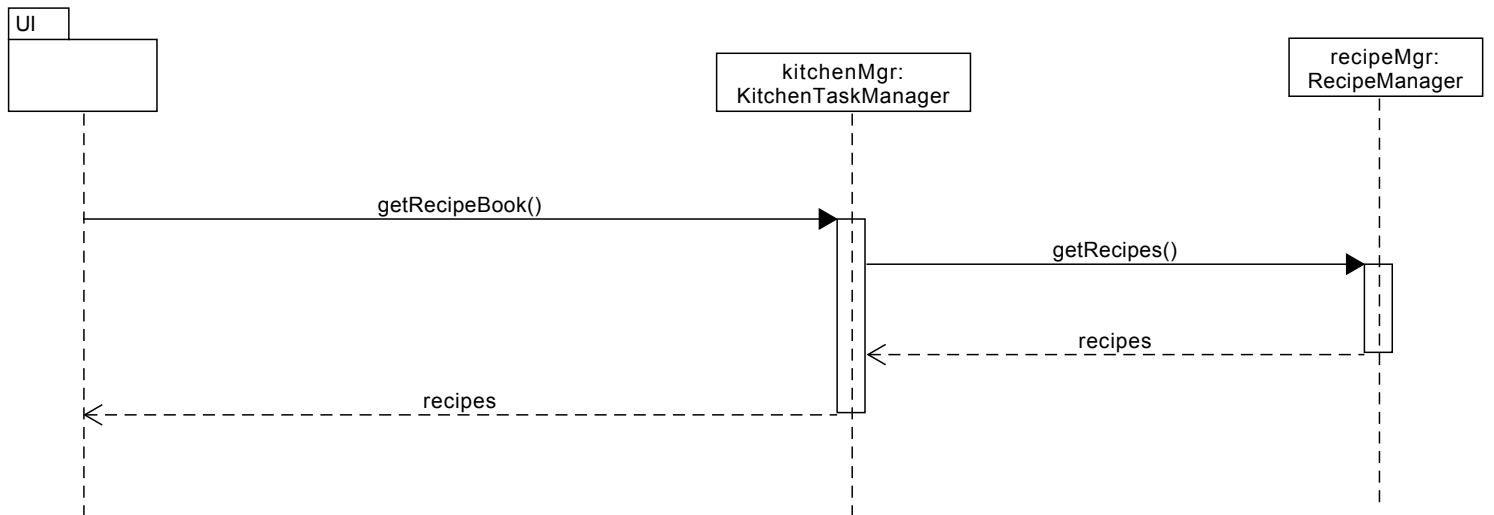 UI
kitchenMgr:
KitchenTaskManager
recipeMgr:
RecipeManager
getRecipeBook()
getRecipes()
recipes
recipes